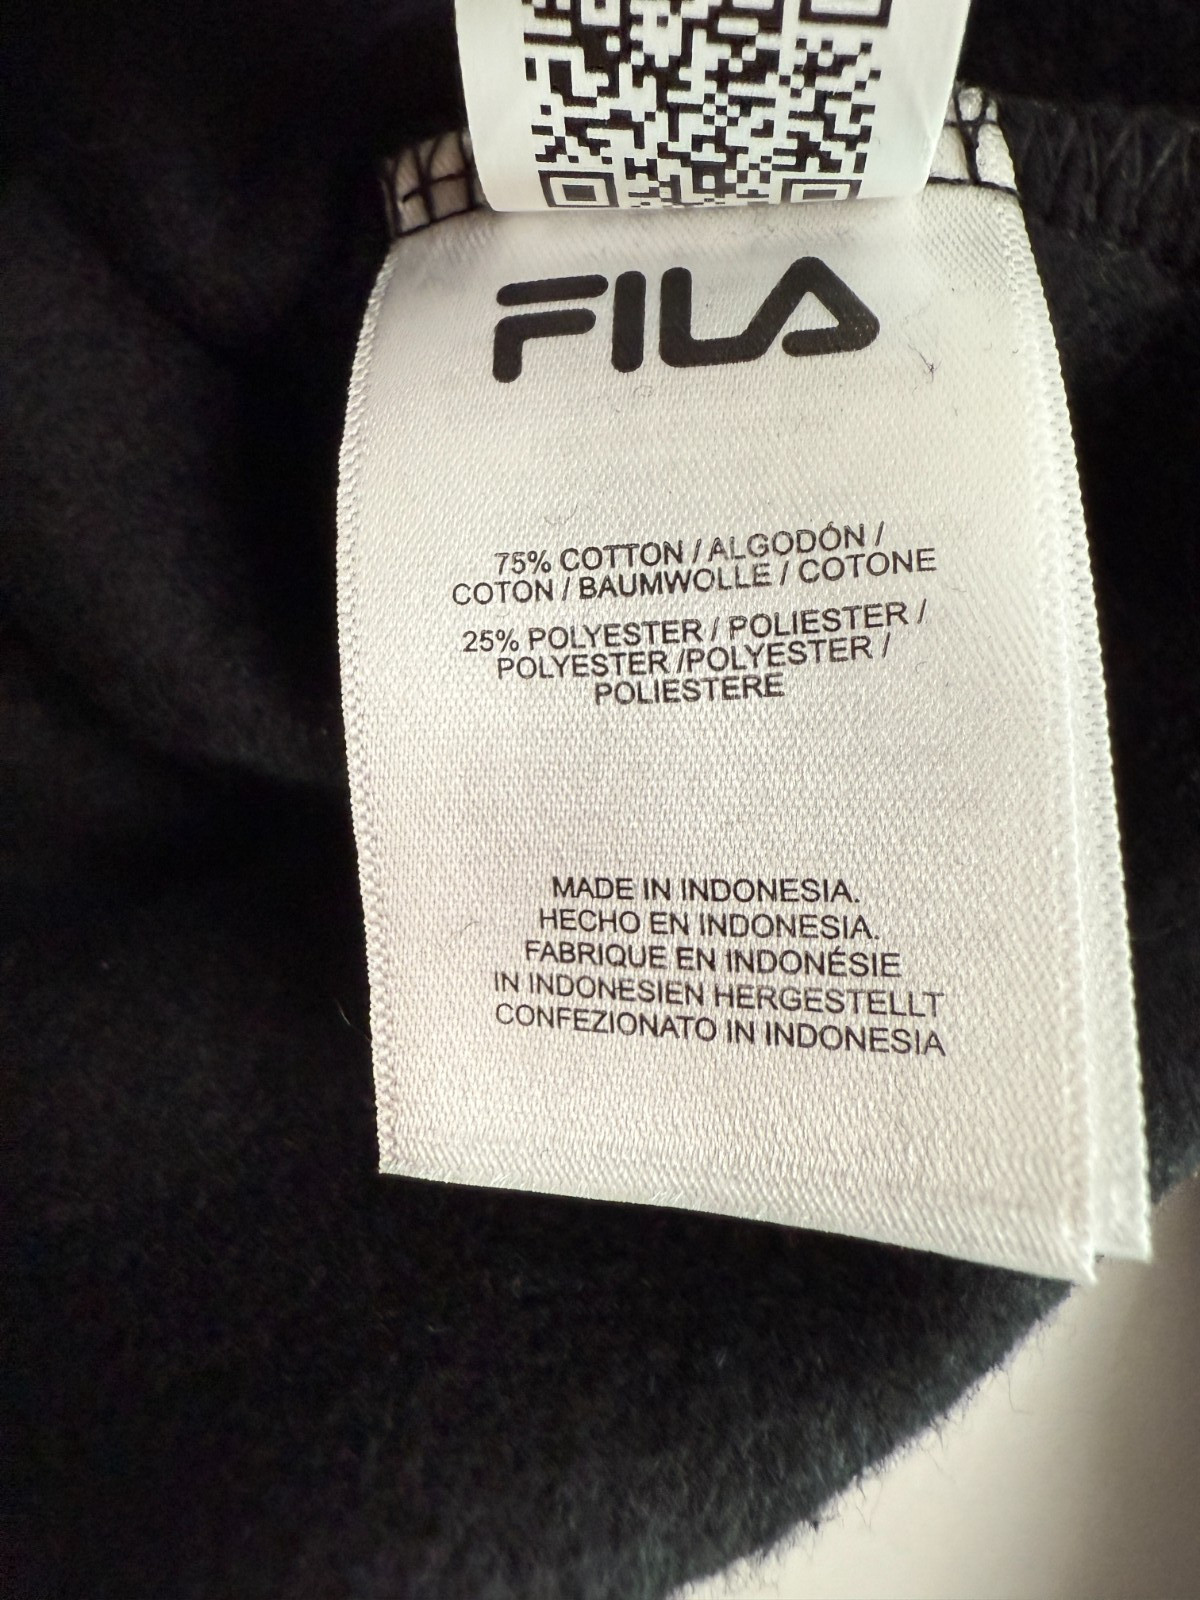 FILA
75% COTTON / ALGODÓN /
COTON / BAUMWOLLE / COTONE
25% POLYESTER / POLIESTER /
POLYESTER /POLYESTER /
POLIESTERE
MADE IN INDONESIA.
HECHO EN INDONESIA.
FABRIQUE EN INDONÉSIE
IN INDONESIEN HERGESTELLT
CONFEZIONATO IN INDONESIA